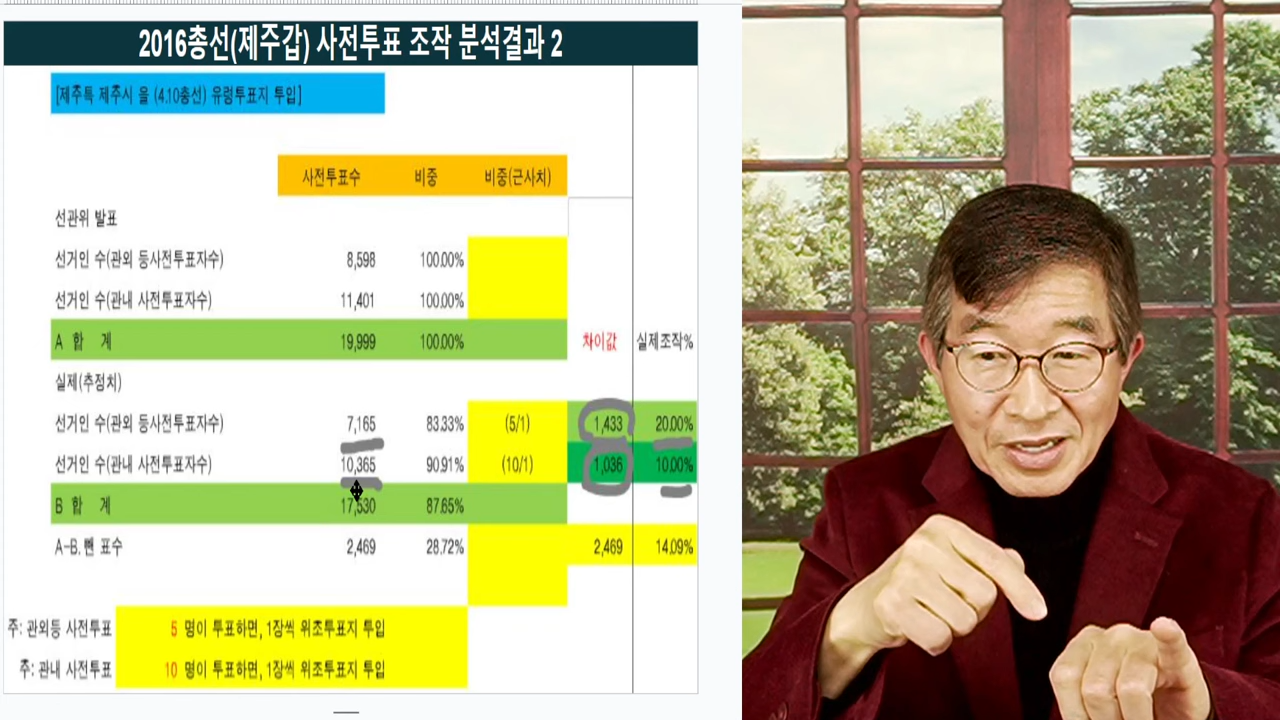 2016총선(제주갑) 사전투표 조작 분석결과 2
[제주특 제주시 을 (4.10총선) 유령투표지 투입]
사전투표수 비중 비중(근사치)
선관위 발표
선거인 수(관외 등사전투표자수) 8,598 100.00%
선거인 수(관내 사전투표자수) 11,401 100.00%
A 합 계 19,999 100.00% 차이값 실제조작%
실제(추정치)
선거인 수(관외 등사전투표자수) 7,165 83.33% (5/1) 1,433 20.00%
선거인 수(관내 사전투표자수) 10,365 90.91% (10/1) 1,036 10.00%
B 합 계 17,530 87.65%
A-B.뺀 표수 2,469 28.72% 2,469 14.09%
주: 관외등 사전투표 5 명이 투표하면, 1장씩 위조투표지 투입
주: 관내 사전투표 10 명이 투표하면, 1장씩 위조투표지 투입